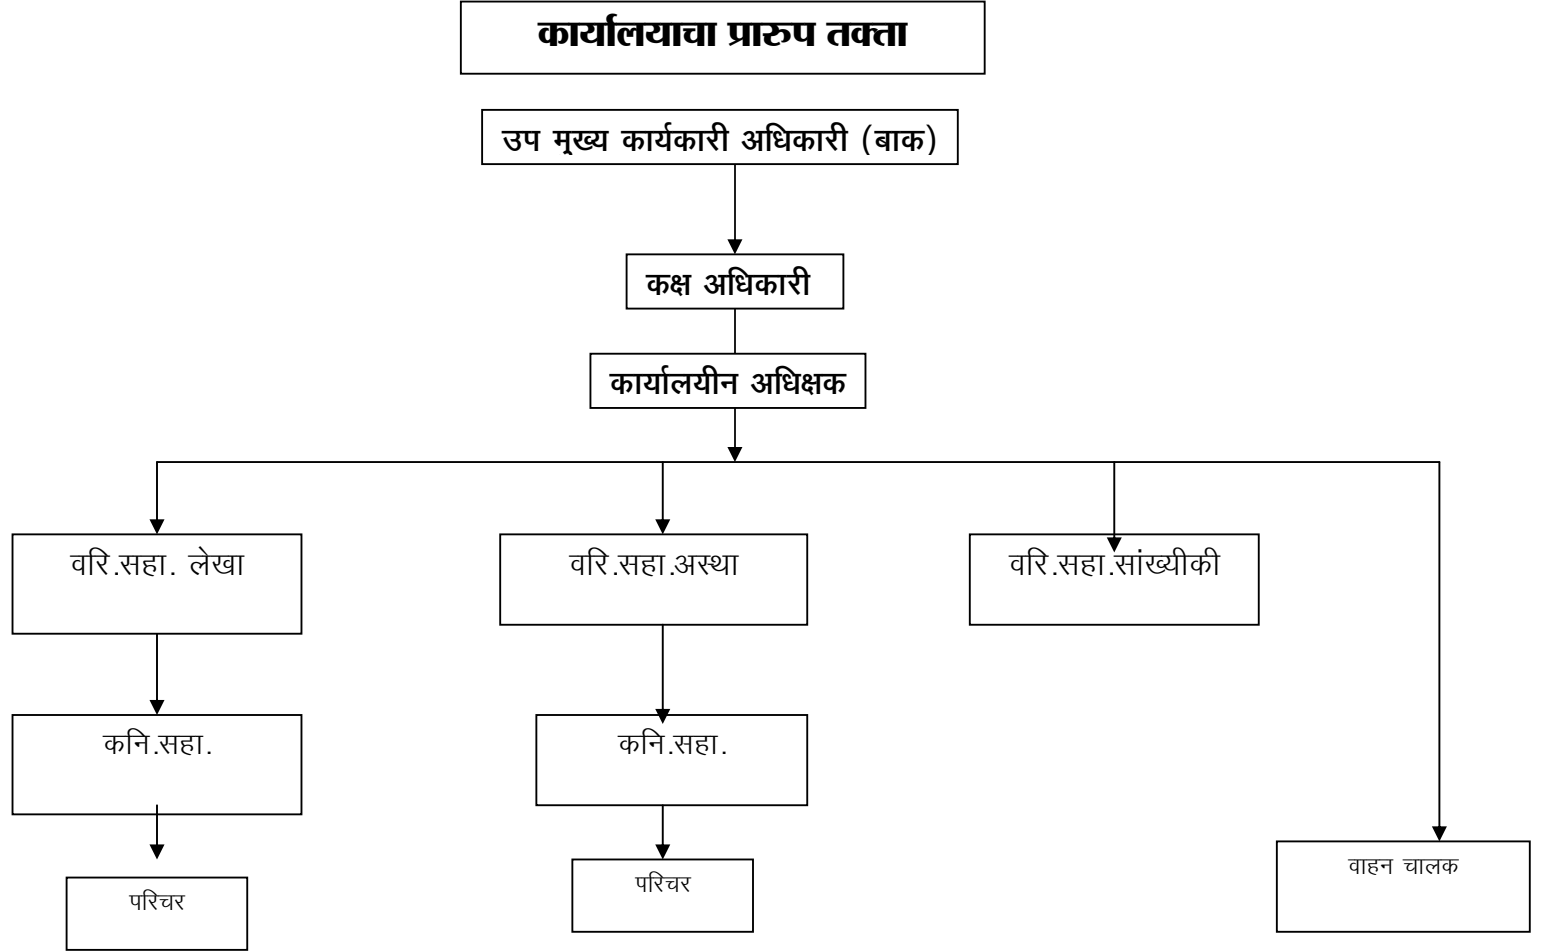 कार्यालयाचा प्रारुप तक्ता
उप मुख्य कार्यकारी अधिकारी (बाक)
कक्ष अधिकारी
कार्यालयीन अधिक्षक
वरि.सहा. लेखा
वरि.सहा.अस्था
वरि.सहा.सांख्यीकी
कनि.सहा.
कनि.सहा.
वाहन चालक
परिचर
परिचर